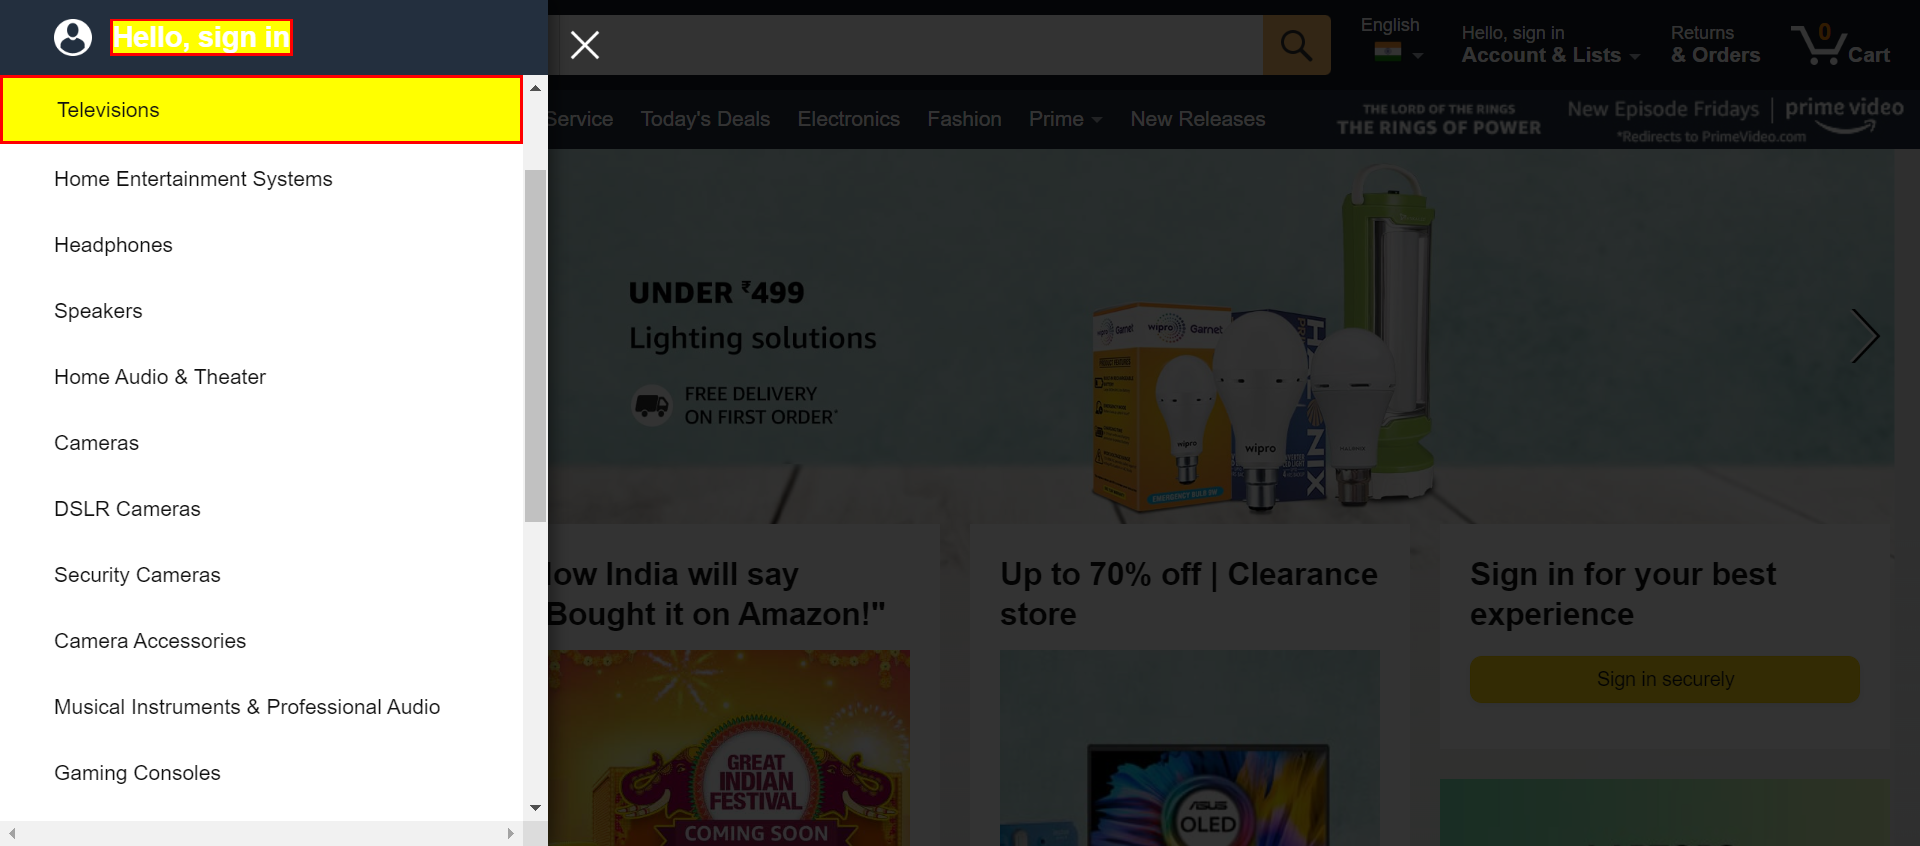 Hello, sign in
Televisions
Home Entertainment Systems
Headphones
Speakers
Home Audio & Theater
Cameras
DSLR Cameras
Security Cameras
Camera Accessories
Musical Instruments & Professional Audio
Gaming Consoles
English
Hello, sign in
Account & Lists
Returns
& Orders
0
Cart
Service
Today's Deals
Electronics
Fashion
Prime
New Releases
THE LORD OF THE RINGS
THE RINGS OF POWER
New Episode Fridays
prime video
*Redirects to PrimeVideo.com
UNDER ₹499
Lighting solutions
FREE DELIVERY
ON FIRST ORDER*
wipro Garnet
wipro
EMERGENCY BULB 9W
wipro
How India will say
Bought it on Amazon!"
GREAT
INDIAN
FESTIVAL
COMING SOON
Up to 70% off | Clearance
store
ASUS
OLED
Sign in for your best
experience
Sign in securely